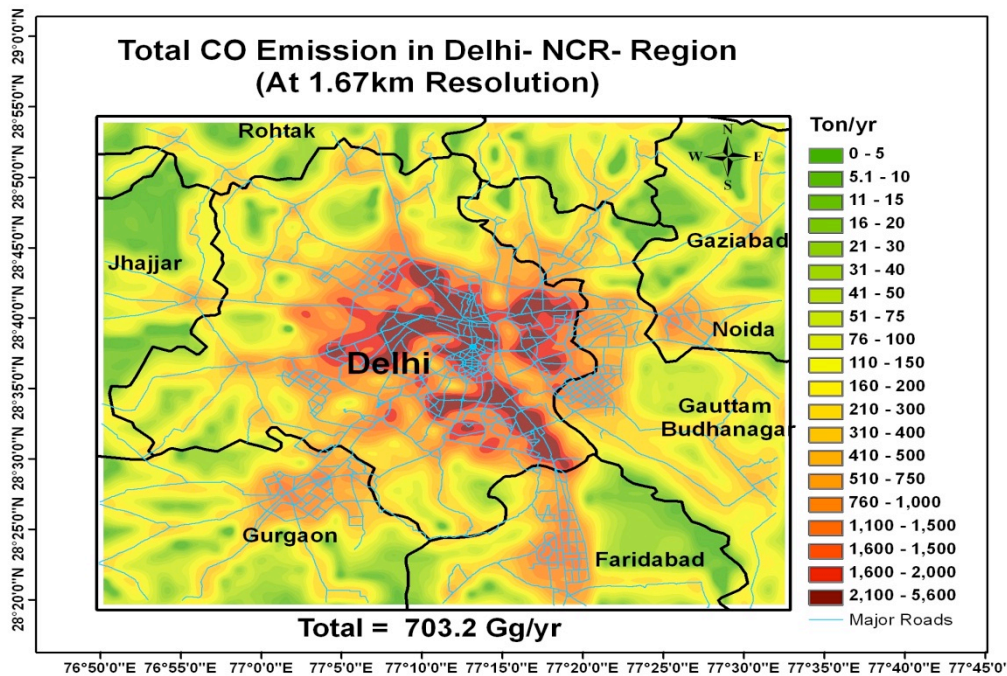 Total CO Emission in Delhi- NCR- Region
(At 1.67km Resolution)
29°0'0"N
28°55'0"N
28°50'0"N
28°45'0"N
28°40'0"N
28°35'0"N
28°30'0"N
28°25'0"N
28°20'0"N
Rohtak
N
W E
S
Jhajjar
Gaziabad
Noida
Delhi
Gauttam
Budhanagar
Gurgaon
Faridabad
Ton/yr
0 - 5
5.1 - 10
11 - 15
16 - 20
21 - 30
31 - 40
41 - 50
51 - 75
76 - 100
110 - 150
160 - 200
210 - 300
310 - 400
410 - 500
510 - 750
760 - 1,000
1,100 - 1,500
1,600 - 1,500
1,600 - 2,000
2,100 - 5,600
Major Roads
Total = 703.2 Gg/yr
76°50'0"E 76°55'0"E 77°0'0"E 77°5'0"E 77°10'0"E 77°15'0"E 77°20'0"E 77°25'0"E 77°30'0"E 77°35'0"E 77°40'0"E 77°45'0"E